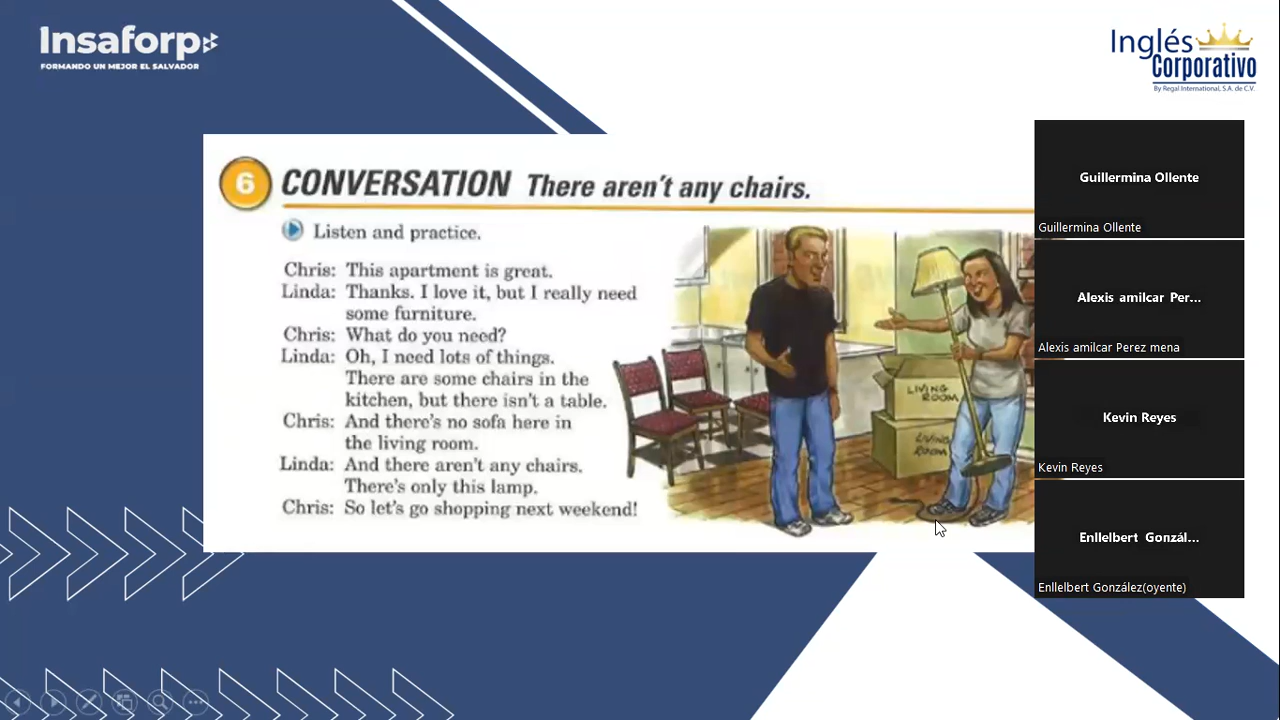 Insaforp
FORMANDO UN MEJOR EL SALVADOR
Inglés
Corporativo
By Regal International, S.A. de C.V.
6 CONVERSATION There aren't any chairs.
Listen and practice.
Chris: This apartment is great.
Linda: Thanks. I love it, but I really need
some furniture.
Chris: What do you need?
Linda: Oh, I need lots of things.
There are some chairs in the
kitchen, but there isn't a table.
Chris: And there's no sofa here in
the living room.
Linda: And there aren't any chairs.
There's only this lamp.
Chris: So let's go shopping next weekend!
LIVING
ROOM
LIVING
ROOM
Guillermina Ollente
Guillermina Ollente
Alexis amilcar Per...
Alexis amilcar Perez mena
Kevin Reyes
Kevin Reyes
Enllelbert Gonzál...
Enllelbert González(oyente)